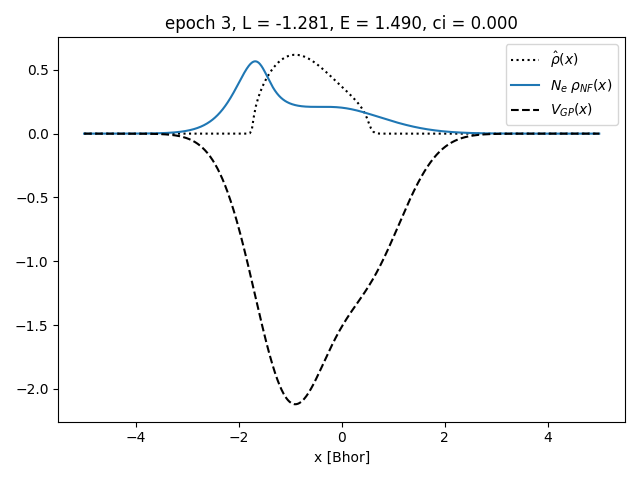 epoch 3, L = -1.281, E = 1.490, ci = 0.000
ρ̂(x)
N_e ρ_NF(x)
V_GP(x)
0.5
0.0
−0.5
−1.0
−1.5
−2.0
−4
−2
0
2
4
x [Bhor]